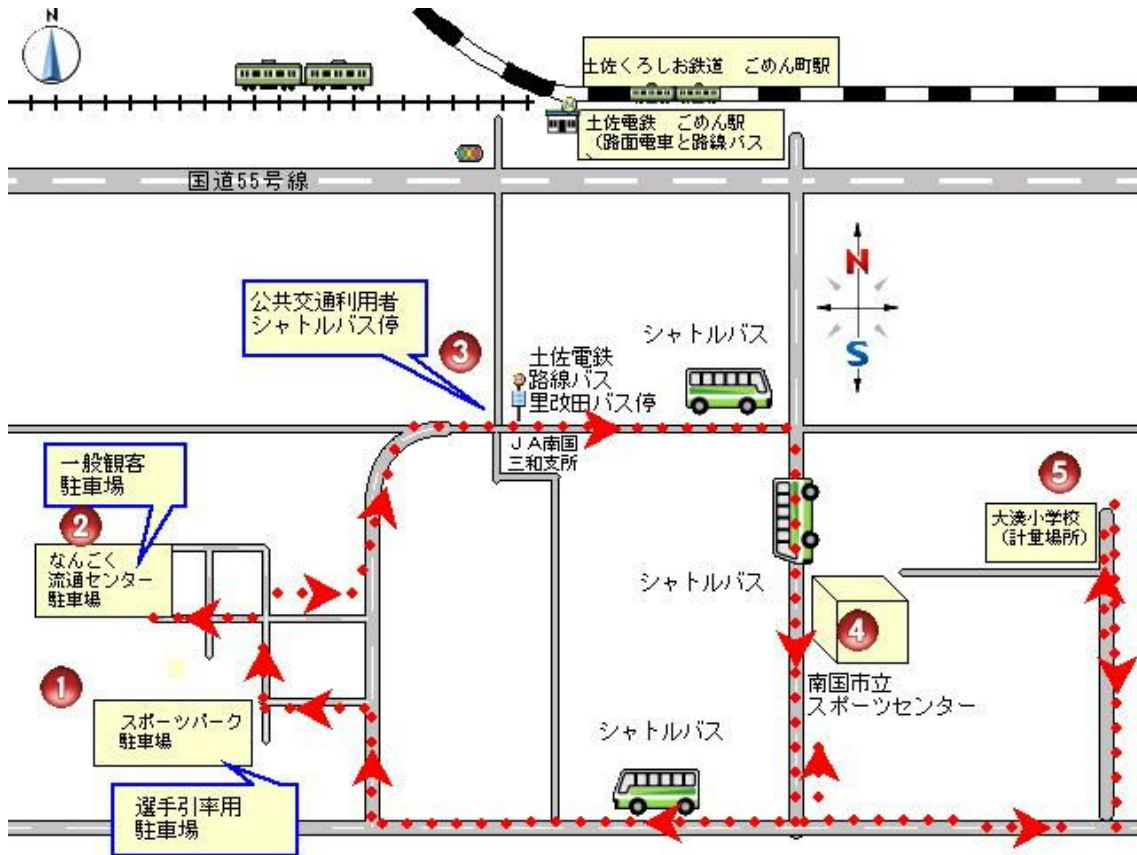 N
土佐くろしお鉄道　ごめん町駅
土佐電鉄　ごめん駅
（路面電車と路線バス
）
国道55号線
N
S
公共交通利用者
シャトルバス停
3
土佐電鉄
路線バス
里改田バス停
シャトルバス
ＪＡ南国
三和支所
一般観客
駐車場
2
なんごく
流通センター
駐車場
5
大湊小学校
（計量場所）
シャトルバス
4
南国市立
スポーツセンター
1
スポーツパーク
駐車場
シャトルバス
選手引率用
駐車場